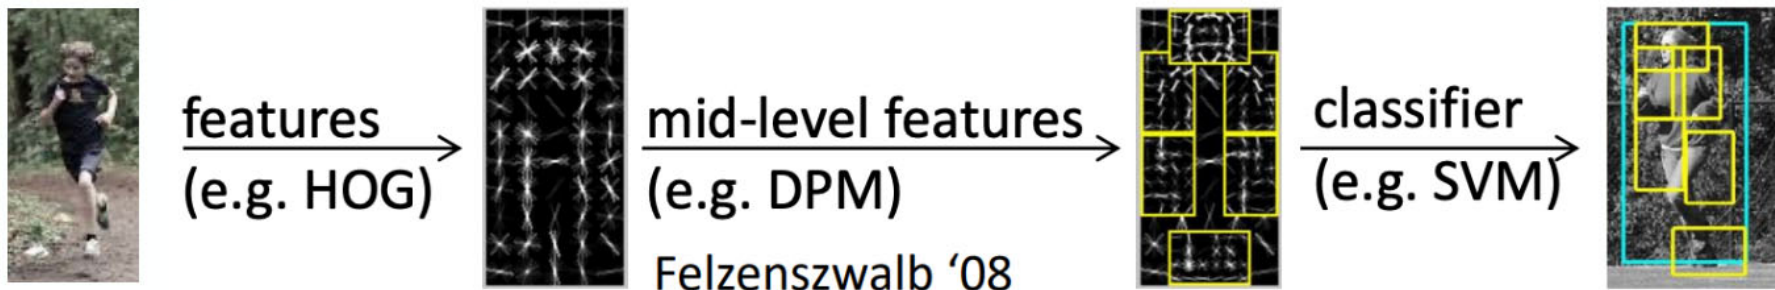 features
(e.g. HOG)
mid-level features
(e.g. DPM)
Felzenszwalb ‘08
classifier
(e.g. SVM)